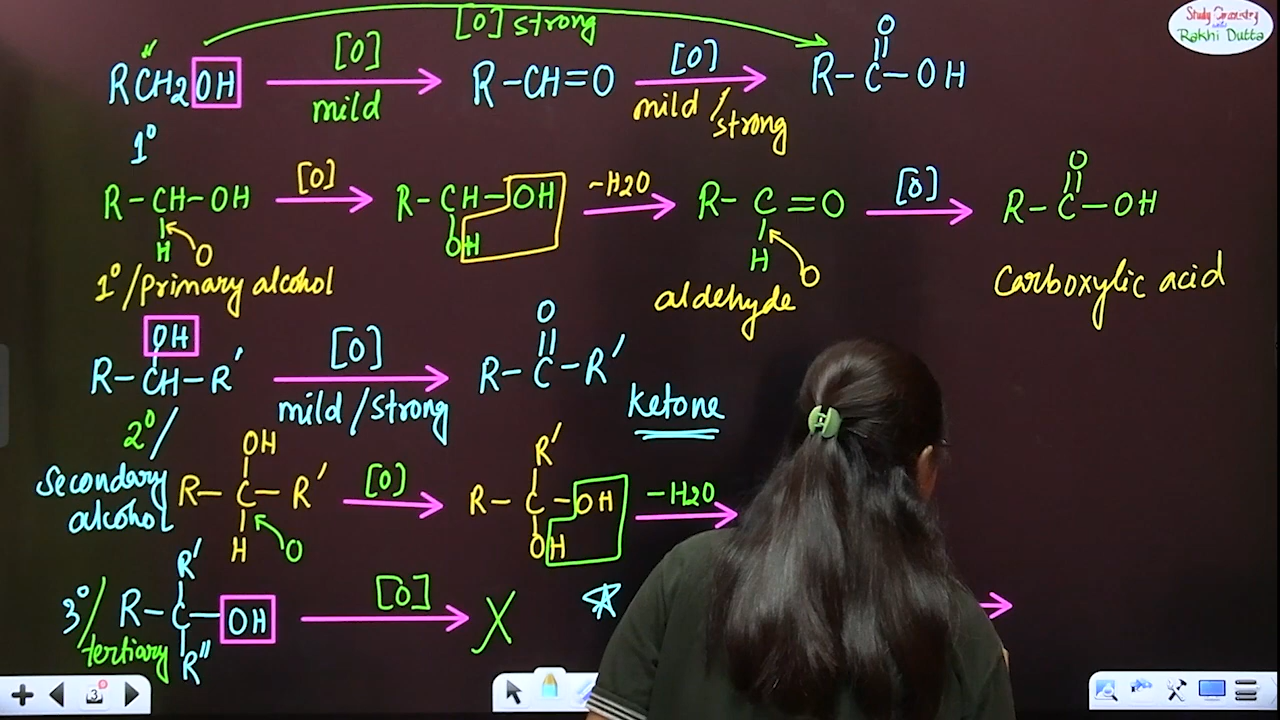 Study Chemistry
with
Rakhi Dutta
[O] strong
RCH2OH [O] mild R-CH=O [O] mild/strong R-C-OH
O
1°
R-CH-OH [O] R-CH-OH -H2O R-C=O [O] R-C-OH
H O OH H O O
1°/Primary alcohol aldehyde Carboxylic acid
OH O
R-CH-R' [O] mild/strong R-C-R' ketone
2°/
Secondary alcohol
OH R'
R-C-R' [O] R-C-OH -H2O
H O OH
R'
3°/tertiary R-C-OH [O] X
R"
3